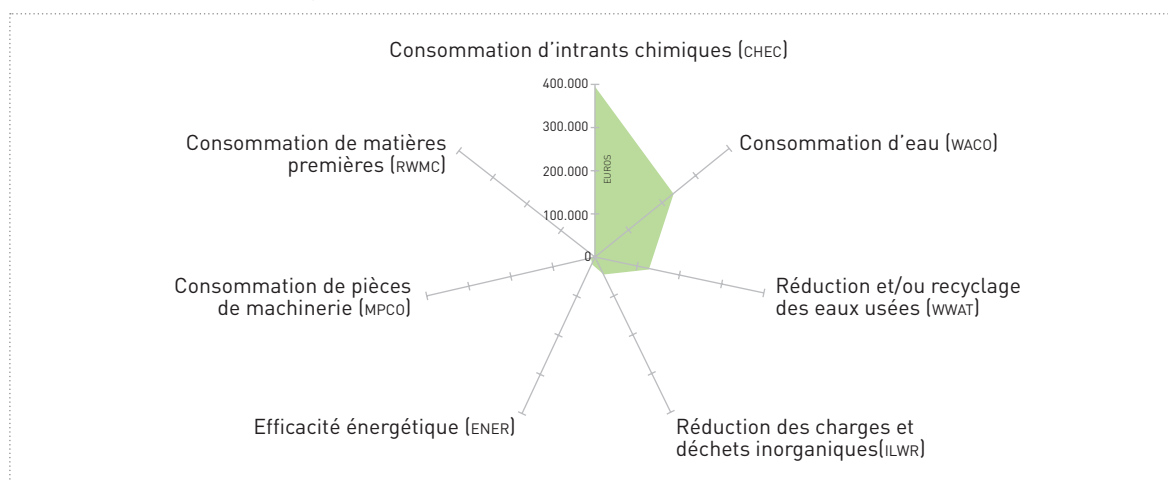 Consommation d’intrants chimiques (CHEC)
400.000
300.000
200.000
100.000
0
EUROS
Consommation d’eau (WACO)
Réduction et/ou recyclage
des eaux usées (WWAT)
Réduction des charges et
déchets inorganiques(ILWR)
Efficacité énergétique (ENER)
Consommation de pièces
de machinerie (MPCO)
Consommation de matières
premières (RWMC)